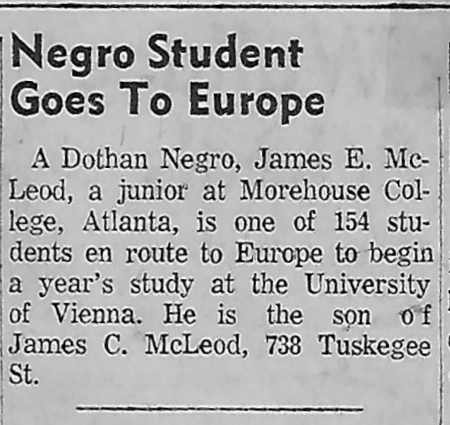 Negro Student
Goes To Europe
A Dothan Negro, James E. Mc-
Leod, a junior at Morehouse Col-
lege, Atlanta, is one of 154 stu-
dents en route to Europe to begin
a year's study at the University
of Vienna. He is the son of
James C. McLeod, 738 Tuskegee
St.